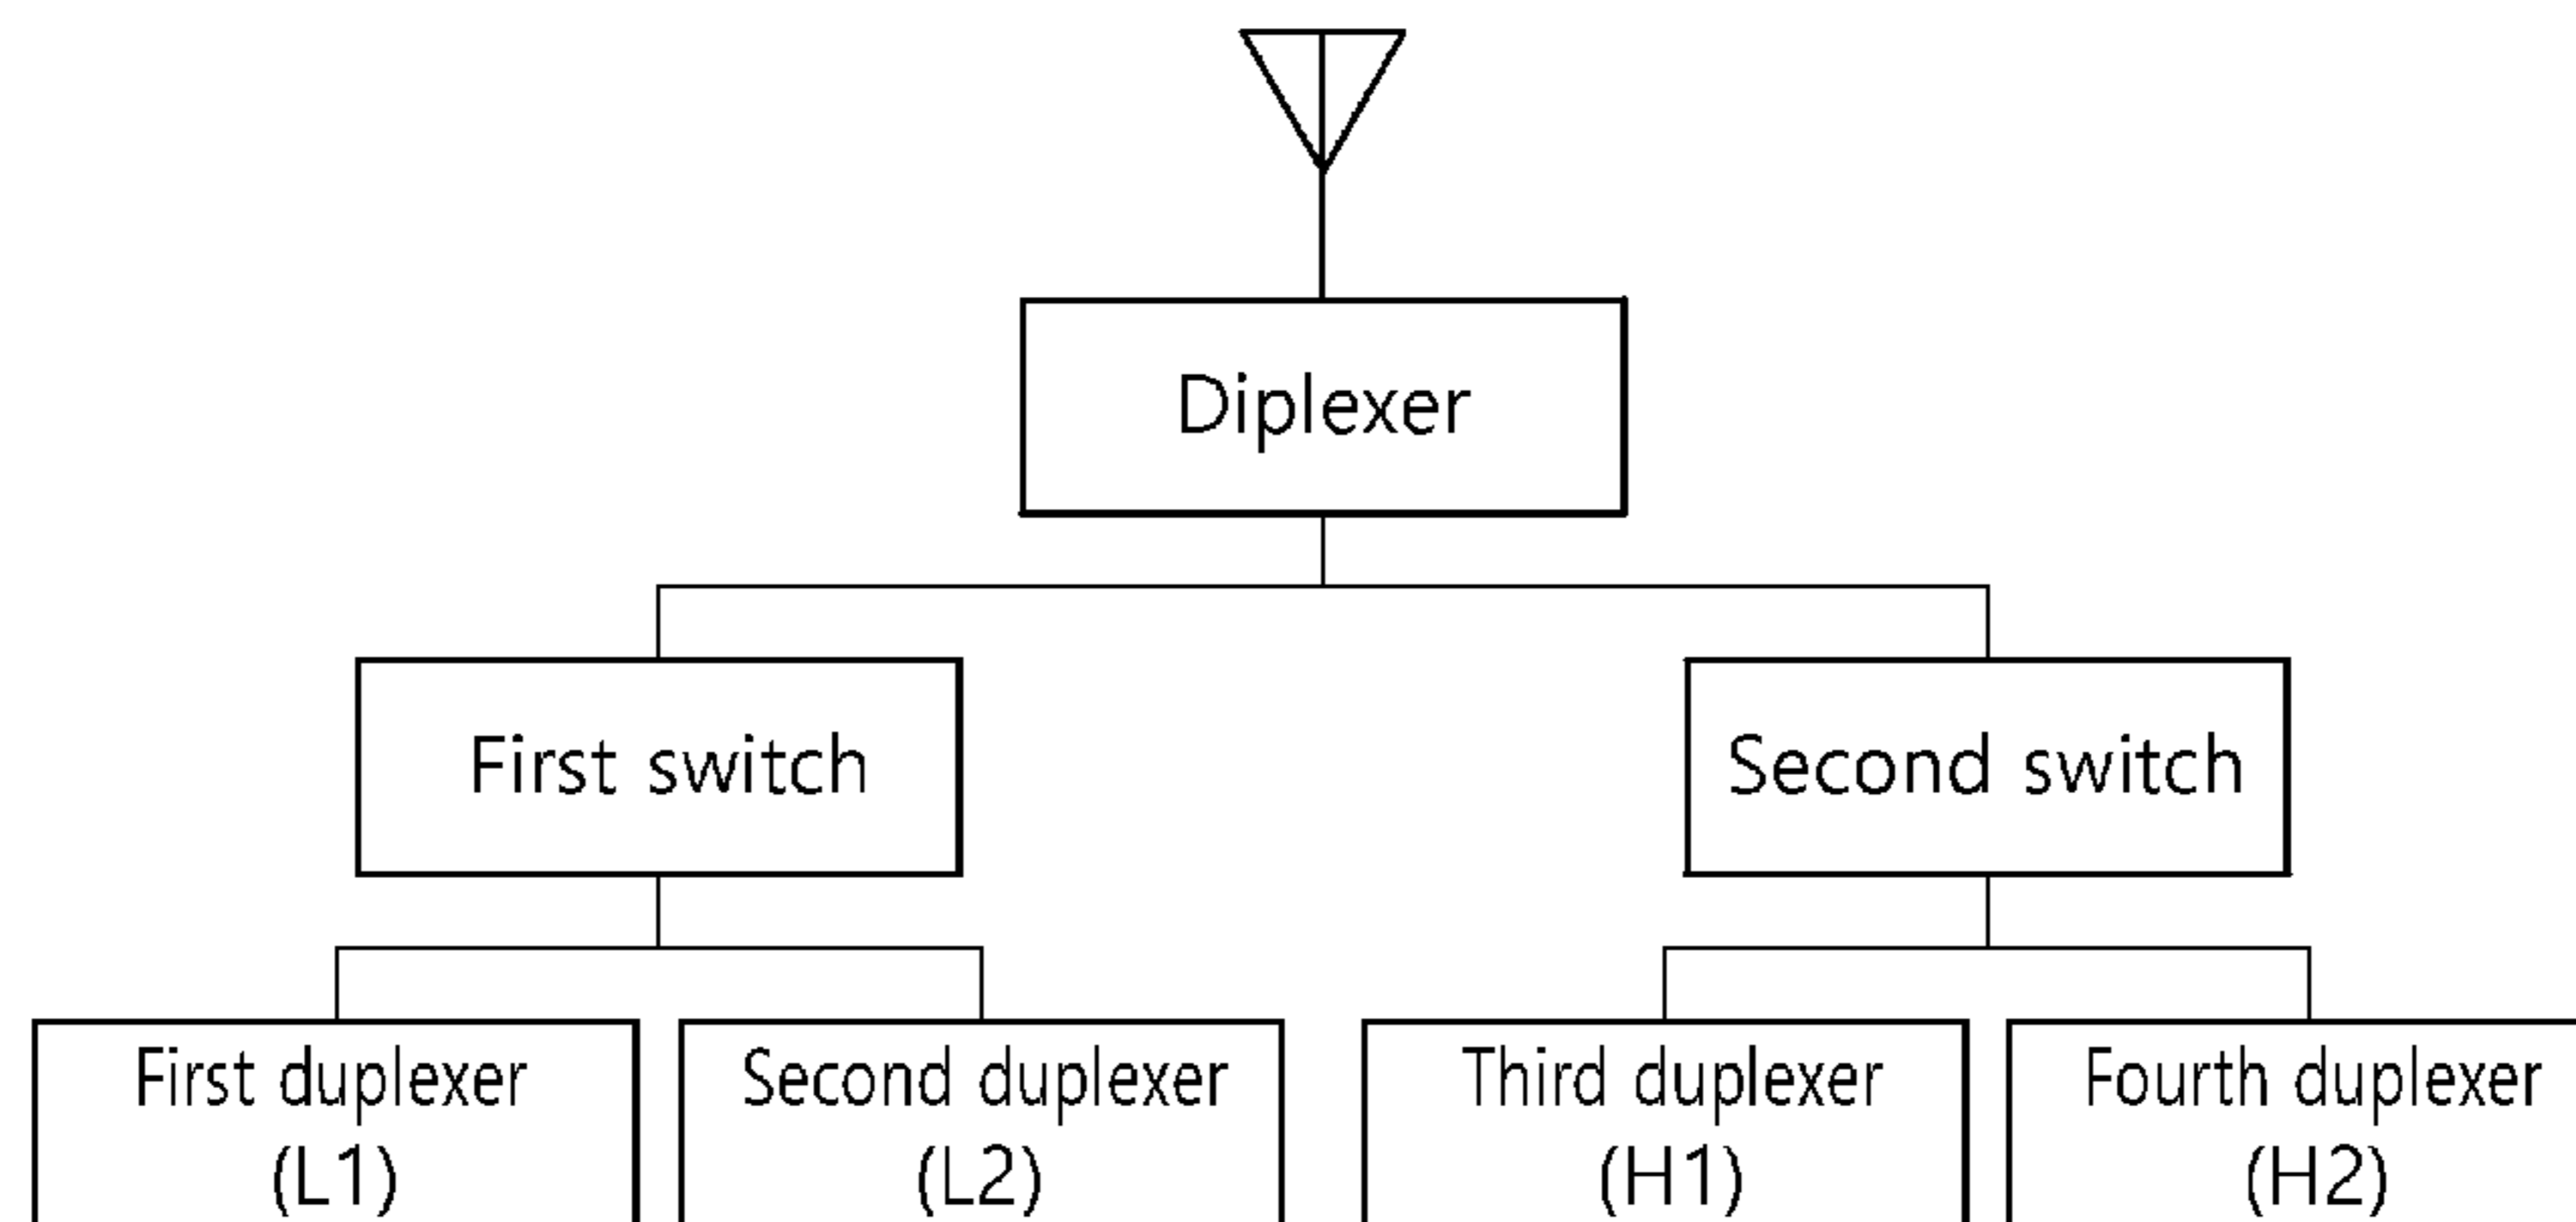 Diplexer
First switch
Second switch
First duplexer
(L1)
Second duplexer
(L2)
Third duplexer
(H1)
Fourth duplexer
(H2)